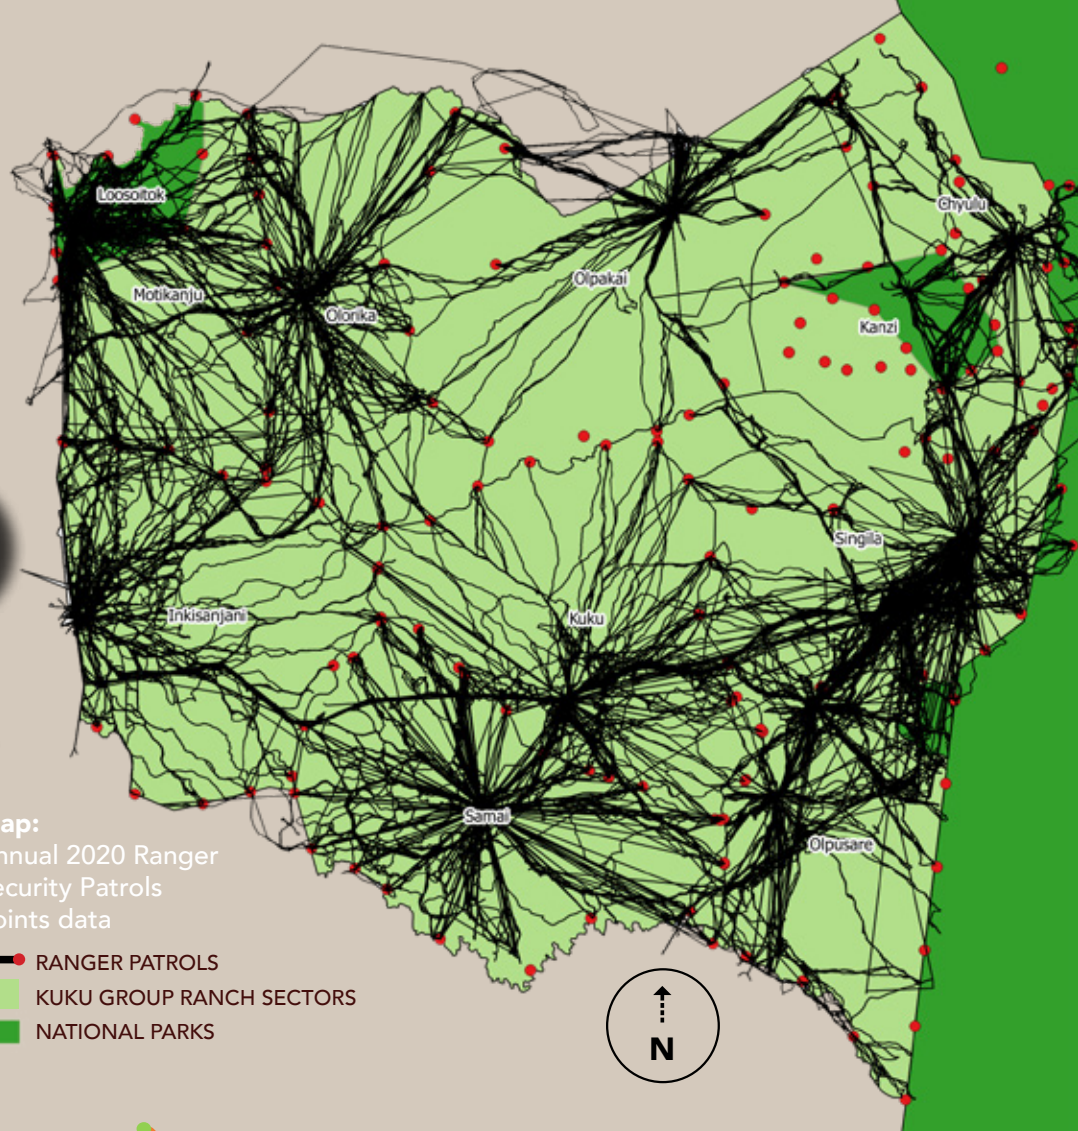 Loosoitok
Chyulu
Olpakai
Motikanju
Olorika
Kanzi
Singila
Inkisanjani
Kuku
Samai
Olpusare
ap:
nnual 2020 Ranger
ecurity Patrols
oints data
RANGER PATROLS
KUKU GROUP RANCH SECTORS
NATIONAL PARKS
N